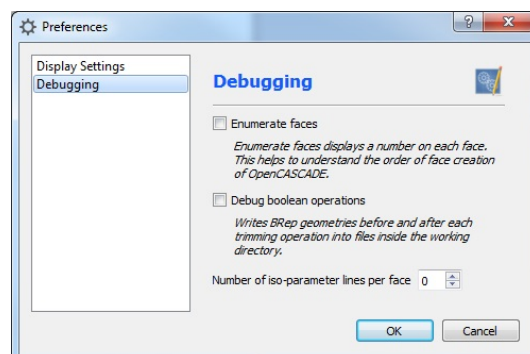 Preferences
Display Settings
Debugging
Debugging
Enumerate faces
Enumerate faces displays a number on each face.
This helps to understand the order of face creation
of OpenCASCADE.
Debug boolean operations
Writes BRep geometries before and after each
trimming operation into files inside the working
directory.
Number of iso-parameter lines per face 0
OK Cancel